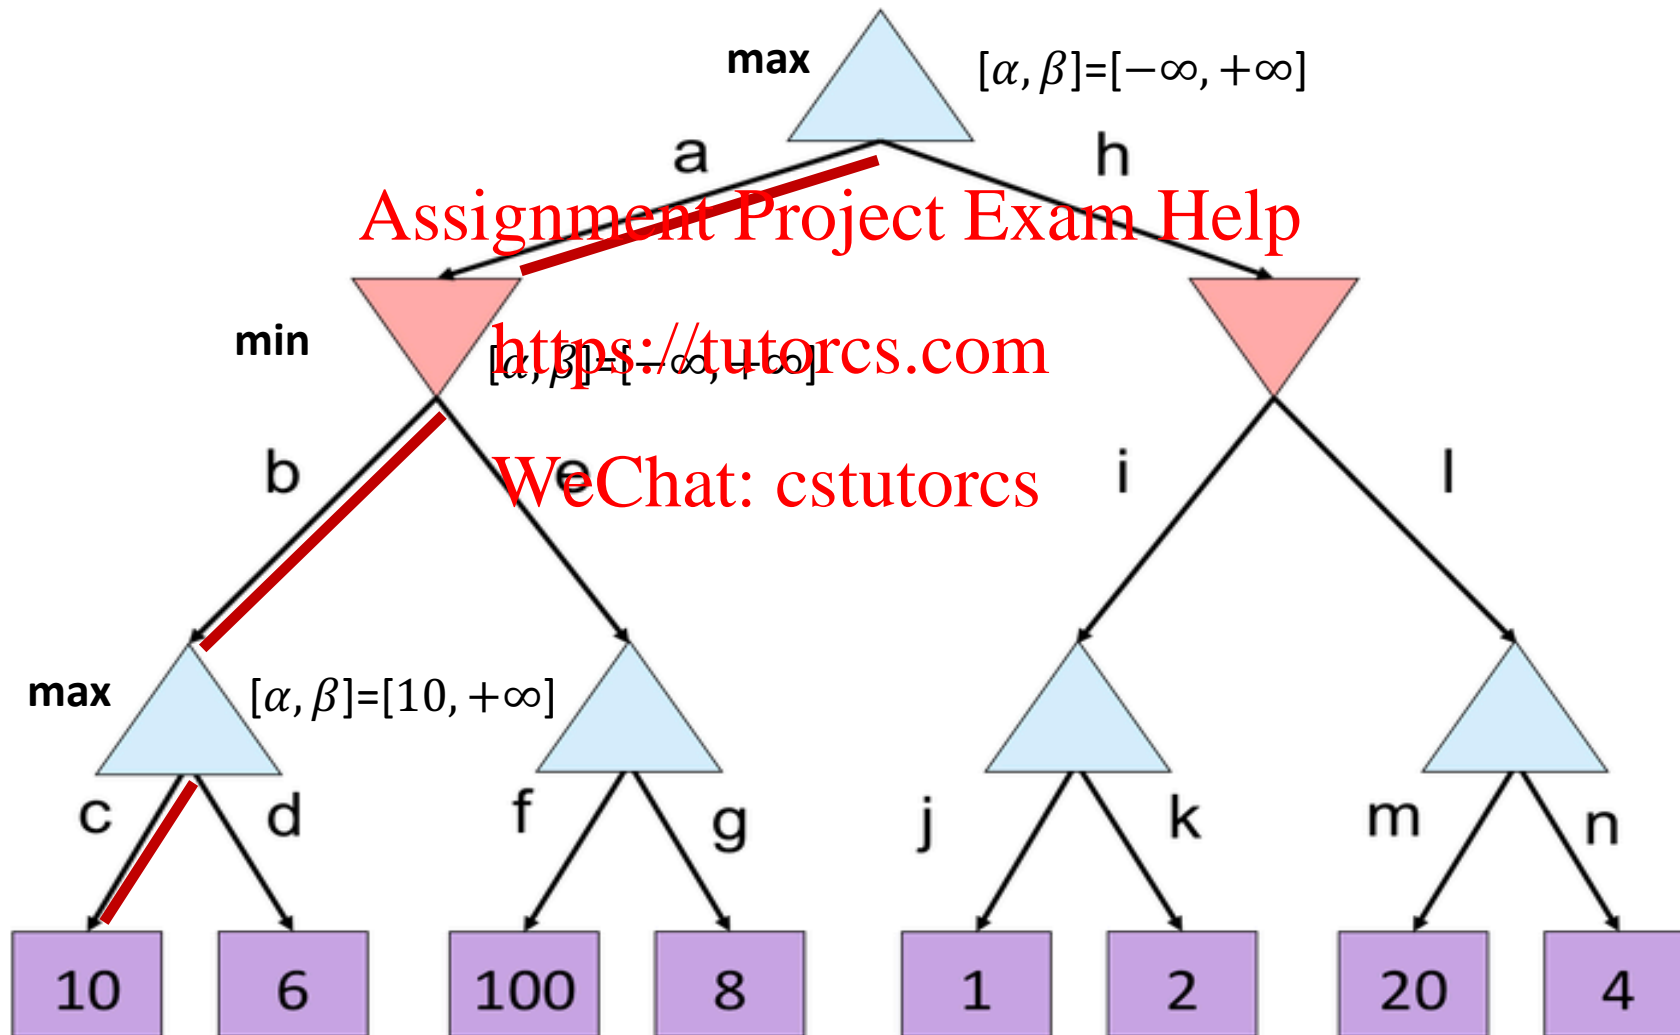 max [α, β]=[−∞, +∞]
a h
Assignment Project Exam Help
min [α, β]=[−∞, +∞]
https://tutorcs.com
b e i l
WeChat: cstutorcs
max [α, β]=[10, +∞]
c d f g j k m n
10 6 100 8 1 2 20 4